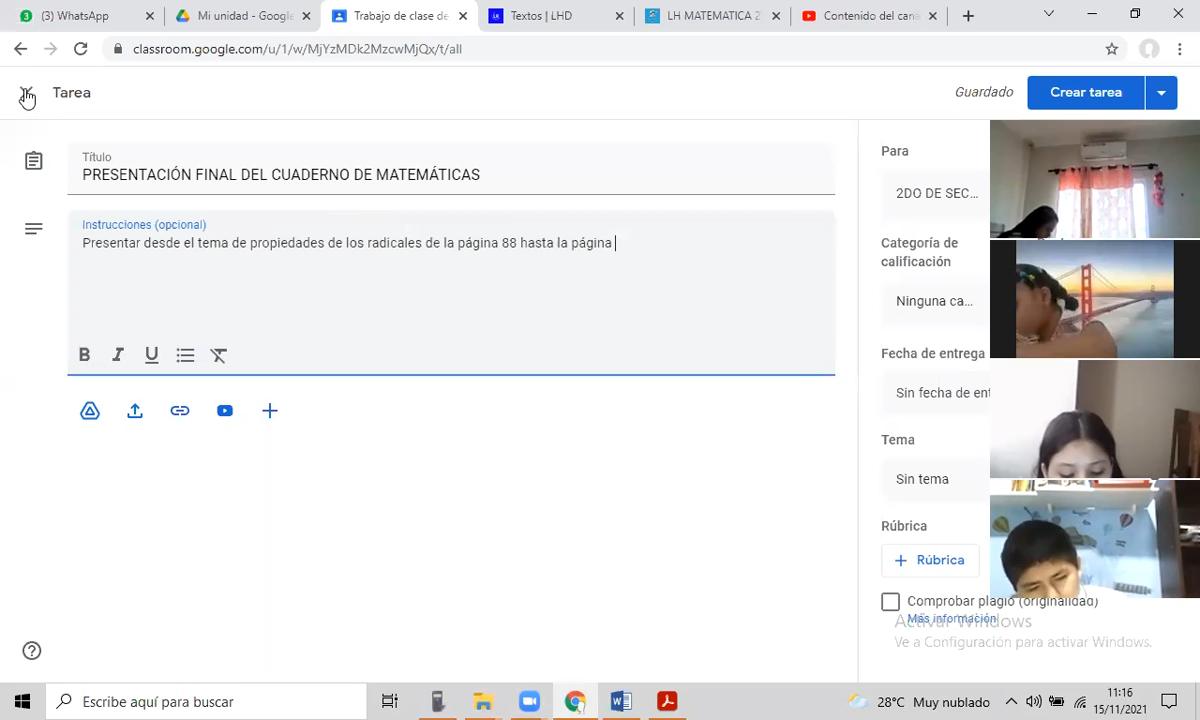 (3) WhatsApp
Mi unidad - Google
Trabajo de clase de
Textos | LHD
LH MATEMATICA 2
Contenido del cana
classroom.google.com/u/1/w/MjYzMDk2MzcwMjQx/t/all
Tarea
Guardado
Crear tarea
Título
PRESENTACIÓN FINAL DEL CUADERNO DE MATEMÁTICAS
Instrucciones (opcional)
Presentar desde el tema de propiedades de los radicales de la página 88 hasta la página
B I U
Para
2DO DE SEC...
Categoría de
calificación
Ninguna ca...
Fecha de entrega
Sin fecha de ent
Tema
Sin tema
Rúbrica
+ Rúbrica
Comprobar plagio (originalidad)
Más información
Activar Windows
Ve a Configuración para activar Windows.
Escribe aquí para buscar
28°C Muy nublado
11:16
15/11/2021